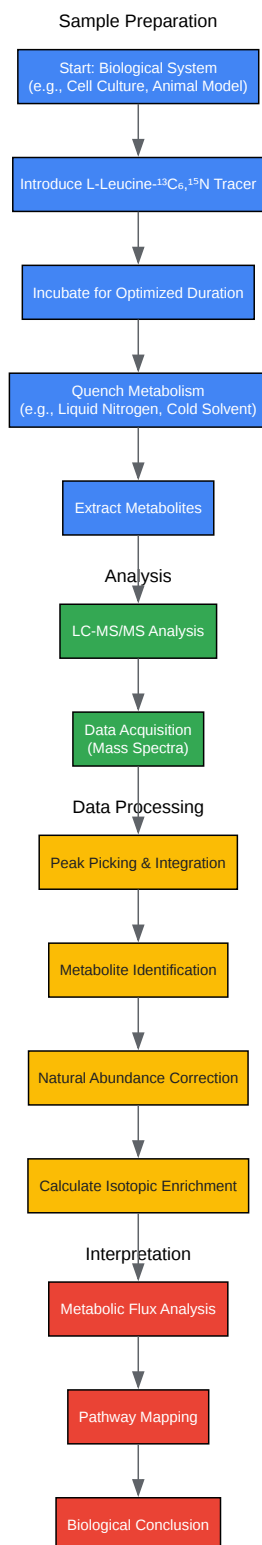 Sample Preparation
Start: Biological System
(e.g., Cell Culture, Animal Model)
Introduce L-Leucine-¹³C₆,¹⁵N Tracer
Incubate for Optimized Duration
Quench Metabolism
(e.g., Liquid Nitrogen, Cold Solvent)
Extract Metabolites
Analysis
LC-MS/MS Analysis
Data Acquisition
(Mass Spectra)
Data Processing
Peak Picking & Integration
Metabolite Identification
Natural Abundance Correction
Calculate Isotopic Enrichment
Interpretation
Metabolic Flux Analysis
Pathway Mapping
Biological Conclusion